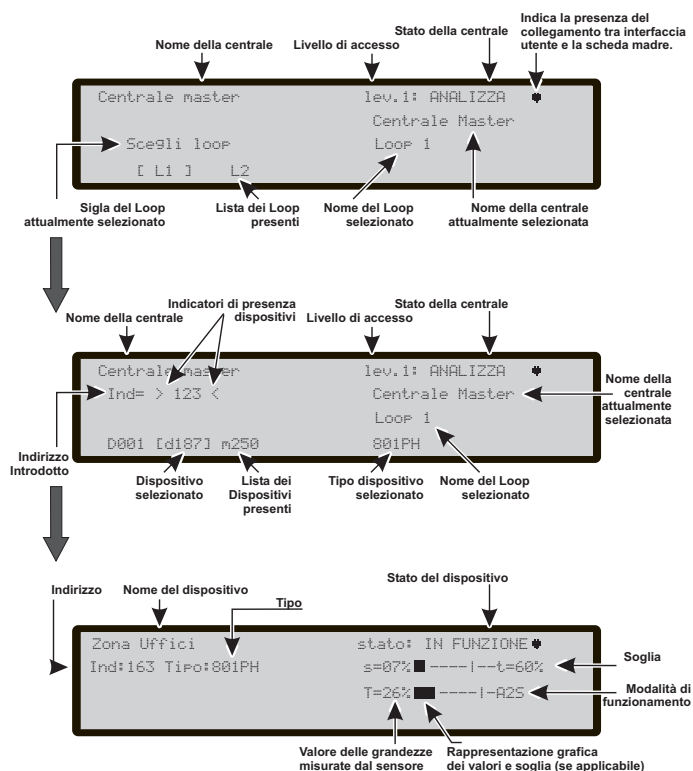 Indica la presenza del
collegamento tra interfaccia
utente e la scheda madre.
Stato della centrale
Nome della centrale
Livello di accesso
Centrale master
lev.1: ANALIZZA
Centrale Master
Scegli loop
Loop 1
[ L1 ] L2
Sigla del Loop
attualmente selezionato
Lista dei Loop
presenti
Nome del Loop
selezionato
Nome della centrale
attualmente selezionata
Indicatori di presenza
dispositivi
Stato della centrale
Nome della centrale
Livello di accesso
Centrale master
lev.1: ANALIZZA
Ind= > 123 <
Centrale Master
Loop 1
D001 [d187] m250
801PH
Nome della
centrale
attualmente
selezionata
Indirizzo
Introdotto
Dispositivo
selezionato
Lista dei
Dispositivi
presenti
Tipo dispositivo
selezionato
Nome del Loop
selezionato
Stato del dispositivo
Indirizzo
Nome del dispositivo
Tipo
Zona Uffici
stato: IN FUNZIONE
Ind:163 Tipo:801PH
s=07% ----|--t=60%
T=26% ----|-A2S
Soglia
Modalità di
funzionamento
Valore delle grandezze
misurate dal sensore
Rappresentazione grafica
dei valori e soglia (se applicabile)